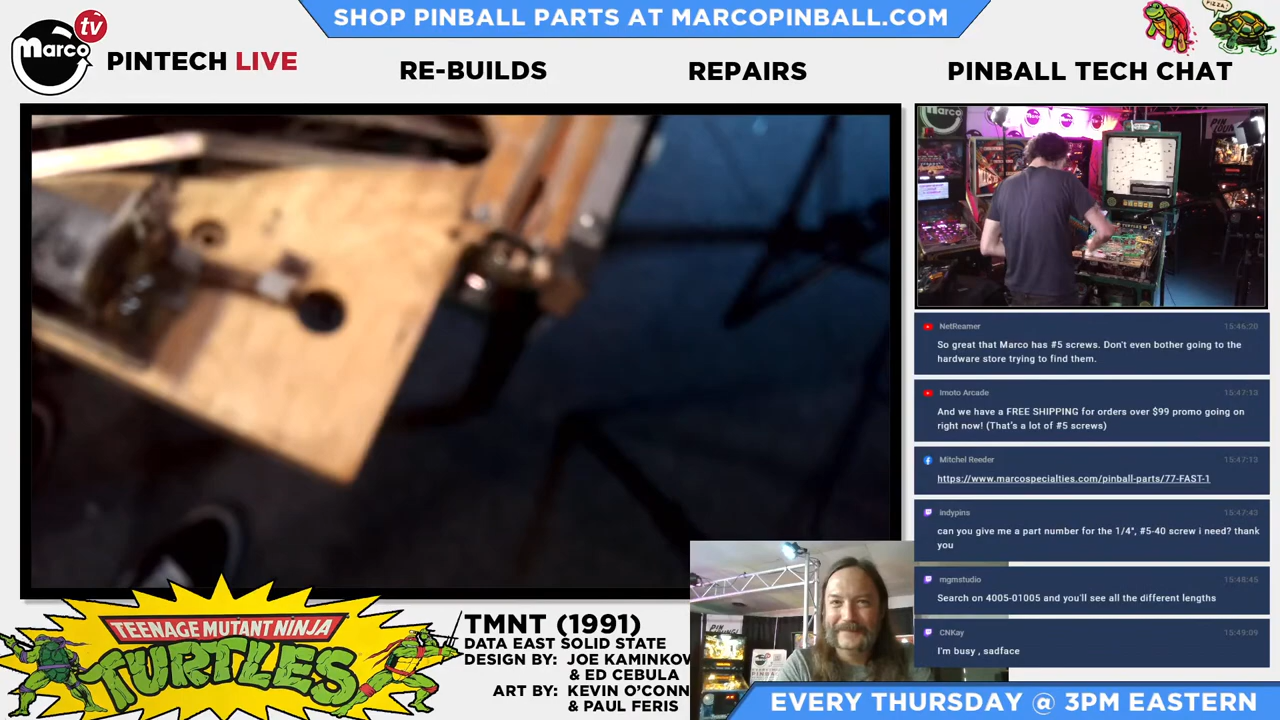 SHOP PINBALL PARTS AT MARCOPINBALL.COM
marco
tv
PINTECH LIVE
RE-BUILDS
REPAIRS
PINBALL TECH CHAT
PIZZA!
NetReamer 15:46:20
So great that Marco has #5 screws. Don't even bother going to the
hardware store trying to find them.
Imoto Arcade 15:47:13
And we have a FREE SHIPPING for orders over $99 promo going on
right now! (That's a lot of #5 screws)
Mitchel Reeder 15:47:13
https://www.marcospecialties.com/pinball-parts/77-FAST-1
indypins 15:47:43
can you give me a part number for the 1/4", #5-40 screw i need? thank
you
mgmstudio 15:48:45
Search on 4005-01005 and you'll see all the different lengths
CNKay 15:49:09
I'm busy , sadface
TEENAGE MUTANT NINJA
TURTLES
TMNT (1991)
DATA EAST SOLID STATE
DESIGN BY: JOE KAMINKOW
& ED CEBULA
ART BY: KEVIN O'CONN
& PAUL FERIS
EVERY THURSDAY @ 3PM EASTERN